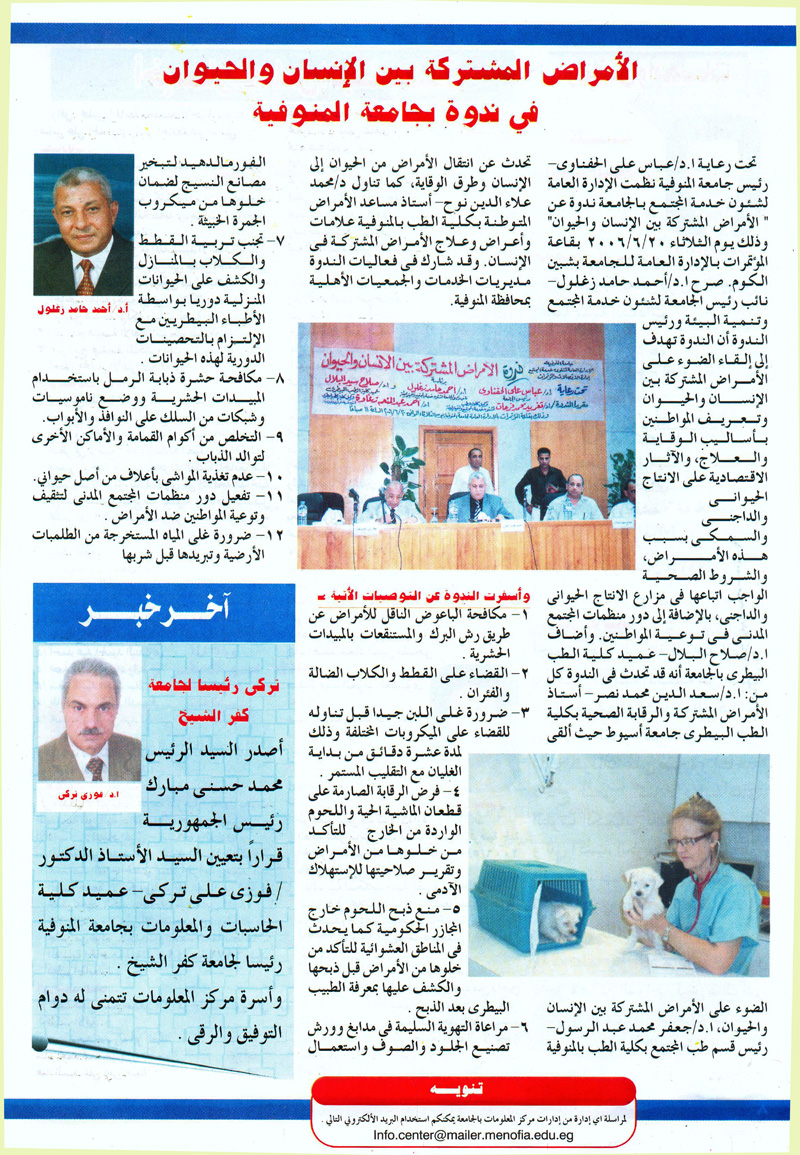 الأمراض المشتركة بين الإنسان والحيوان
في ندوة بجامعة المنوفية
تحت رعاية ا.د/عباس على الحفناوى-
رئيس جامعة المنوفية نظمت الإدارة العامة
لشئون خدمة المجتمع بالجامعة ندوة عن
" الأمراض المشتركة بين الإنسان والحيوان"
وذلك يوم الثلاثاء ٢٠٠٦/٦/٢٠ بقاعة
المؤتمرات بالإدارة العامة للجامعة بشبين
الكوم. صرح ا.د/أحمد حامد زغلول-
نائب رئيس الجامعة لشئون خدمة المجتمع
وتنمية البيئة ورئيس
الندوة أن الندوة تهدف
إلى إلقاء الضوء على
الأمراض المشتركة بين
الإنسان والحيوان
وتعريف المواطنين
بأساليب الوقاية
والعلاج، والآثار
الاقتصادية على الانتاج
الحيوانى
والداجنى
والسمكى بسبب
هذه الأمراض،
والشروط الصحية
الواجب اتباعها فى مزارع الانتاج الحيوانى
والداجنى، بالإضافة إلى دور منظمات المجتمع
المدنى فى توعية المواطنين. وأضاف
ا.د/صلاح البلال- عميد كلية الطب
البيطرى بالجامعة أنه قد تحدث فى الندوة كل
من: ا.د/سعد الدين محمد نصر- أستاذ
الأمراض المشتركة والرقابة الصحية بكلية
الطب البيطرى جامعة أسيوط حيث ألقى
الضوء على الأمراض المشتركة بين الإنسان
والحيوان، ا.د/جعفر محمد عبد الرسول-
رئيس قسم طب المجتمع بكلية الطب بالمنوفية
تحدث عن انتقال الأمراض من الحيوان إلى
الإنسان وطرق الوقاية، كما تناول د/محمد
علاء الدين نوح- أستاذ مساعد الأمراض
المتوطنة بكلية الطب بالمنوفية علامات
وأعراض وعلاج الأمراض المشتركة فى
الإنسان. وقد شارك فى فعاليات الندوة
مديريات الخدمات والجمعيات الأهلية
بمحافظة المنوفية.
ندوة الأمراض المشتركة بين الإنسان والحيوان
تحت رعاية ا.د/عباس على الحفناوى
وأسفرت الندوة عن التوصيات الأتية ـ
١- مكافحة الباعوض الناقل للأمراض عن
طريق رش البرك والمستنقعات بالمبيدات
الحشرية .
٢- القضاء على القطط والكلاب الضالة
والفئران .
٣- ضرورة غلى اللبن جيدا قبل تناوله
للقضاء على الميكروبات المختلفة وذلك
لمدة عشرة دقائق من بداية
الغليان مع التقليب المستمر .
٤- فرض الرقابة الصارمة على
قطعان الماشية الحية واللحوم
الواردة من الخارج للتأكد
من خلوها من الأمراض
وتقرير صلاحيتها للإستهلاك
الآدمى .
٥- منع ذبح اللحوم خارج
المجازر الحكومية كما يحدث
فى المناطق العشوائية للتأكد من
خلوها من الأمراض قبل ذبحها
والكشف عليها بمعرفة الطبيب
البيطرى بعد الذبح .
٦- مراعاة التهوية السليمة فى مدابغ وورش
تصنيع الجلود والصوف واستعمال
الفورمالدهيد لتبخير
مصانع النسيج لضمان
خلوها من ميكروب
الجمرة الخبيثة .
٧- تجنب تربية القطط
والكلاب بالمنازل
والكشف على الحيوانات
المنزلية دوريا بواسطة
الأطباء البيطريين مع
الإلتزام بالتحصينات
الدورية لهذه الحيوانات .
أ.د/ أحمد حامد زغلول
٨- مكافحة حشرة ذبابة الرمل باستخدام
المبيدات الحشرية ووضع ناموسيات
وشبكات من السلك على النوافذ والأبواب.
٩- التخلص من أكوام القمامة والأماكن الأخرى
لتوالد الذباب .
١٠- عدم تغذية المواشى بأعلاف من أصل حيواني.
١١- تفعيل دور منظمات المجتمع المدنى لتثقيف
وتوعية المواطنين ضد الأمراض .
١٢- ضرورة غلى المياه المستخرجة من الطلمبات
الأرضية وتبريدها قبل شربها
آخر خبر
تركى رئيسا لجامعة
كفر الشيخ
ا.د/ فوزى تركى
أصدر السيد الرئيس
محمد حسنى مبارك
رئيس الجمهورية
قراراً بتعيين السيد الأستاذ الدكتور
/ فوزى على تركى- عميد كلية
الحاسبات والمعلومات بجامعة المنوفية
رئيسا لجامعة كفر الشيخ .
وأسرة مركز المعلومات تتمنى له دوام
التوفيق والرقى .
تنويه
لمراسلة اي إدارة من إدارات مركز المعلومات بالجامعة يمكنكم استخدام البريد الألكتروني التالي .
Info.center@mailer.menofia.edu.eg